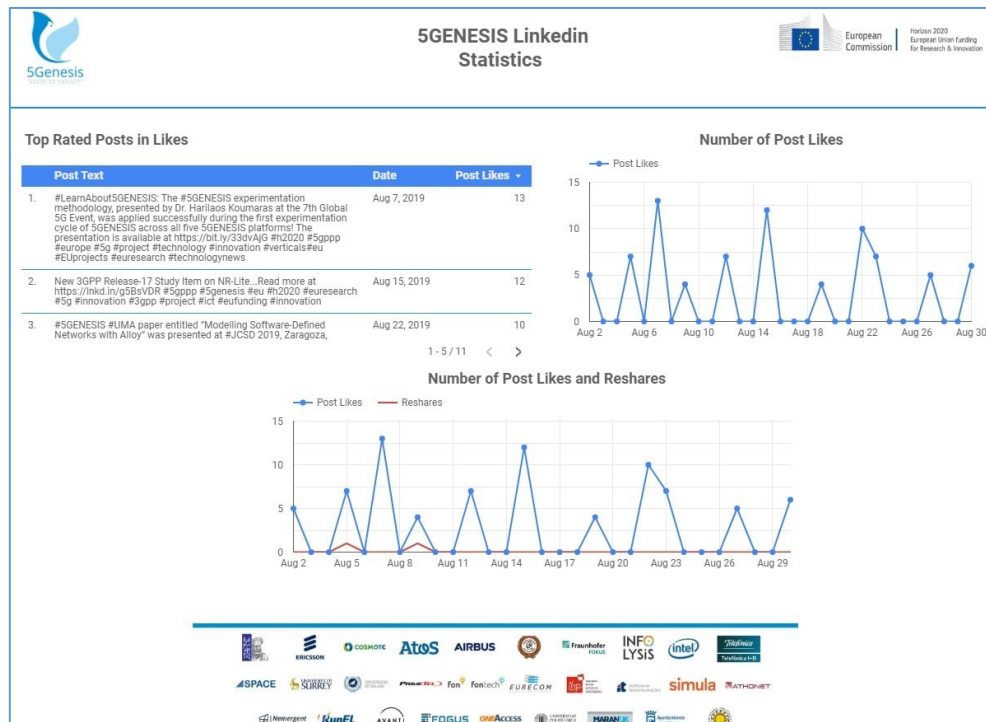 5GENESIS Linkedin
Statistics
5Genesis
European
Commission
Horizon 2020
European Union funding
for Research & Innovation
Top Rated Posts in Likes
Post Text Date Post Likes
1. #LearnAbout5GENESIS: The #5GENESIS experimentation Aug 7, 2019 13
methodology, presented by Dr. Harilaos Koumaras at the 7th Global
5G Event, was applied successfully during the first experimentation
cycle of 5GENESIS across all five 5GENESIS platforms! The
presentation is available at https://bit.ly/33dvAjG #h2020 #5gppp
#europe #5g #project #technology #innovation #verticals#eu
#EUprojects #euresearch #technologynews
2. New 3GPP Release-17 Study Item on NR-Lite...Read more at Aug 15, 2019 12
https://lnkd.in/g5BsVDR #5gppp #5genesis #eu #h2020 #euresearch
#5g #innovation #3gpp #project #ict #eufunding #innovation
3. #5GENESIS #UMA paper entitled "Modelling Software-Defined Aug 22, 2019 10
Networks with Alloy" was presented at #JCSD 2019, Zaragoza,
1 - 5 / 11
Number of Post Likes
Post Likes
15
10
5
0
Aug 2 Aug 6 Aug 10 Aug 14 Aug 18 Aug 22 Aug 26 Aug 30
Number of Post Likes and Reshares
Post Likes Reshares
15
10
5
0
Aug 2 Aug 5 Aug 8 Aug 11 Aug 14 Aug 17 Aug 20 Aug 23 Aug 26 Aug 29
ERICSSON COSMOTE Atos AIRBUS Fraunhofer FOKUS INFOLYSiS intel Telefónica Telefónica I+D
SPACE UNIVERSITY OF SURREY PrimeTel fon fontech EURECOM simula ATHONET
Nemergent RunEL AVANTI FOGUS ONEACCESS MARAN UK Ayuntamiento